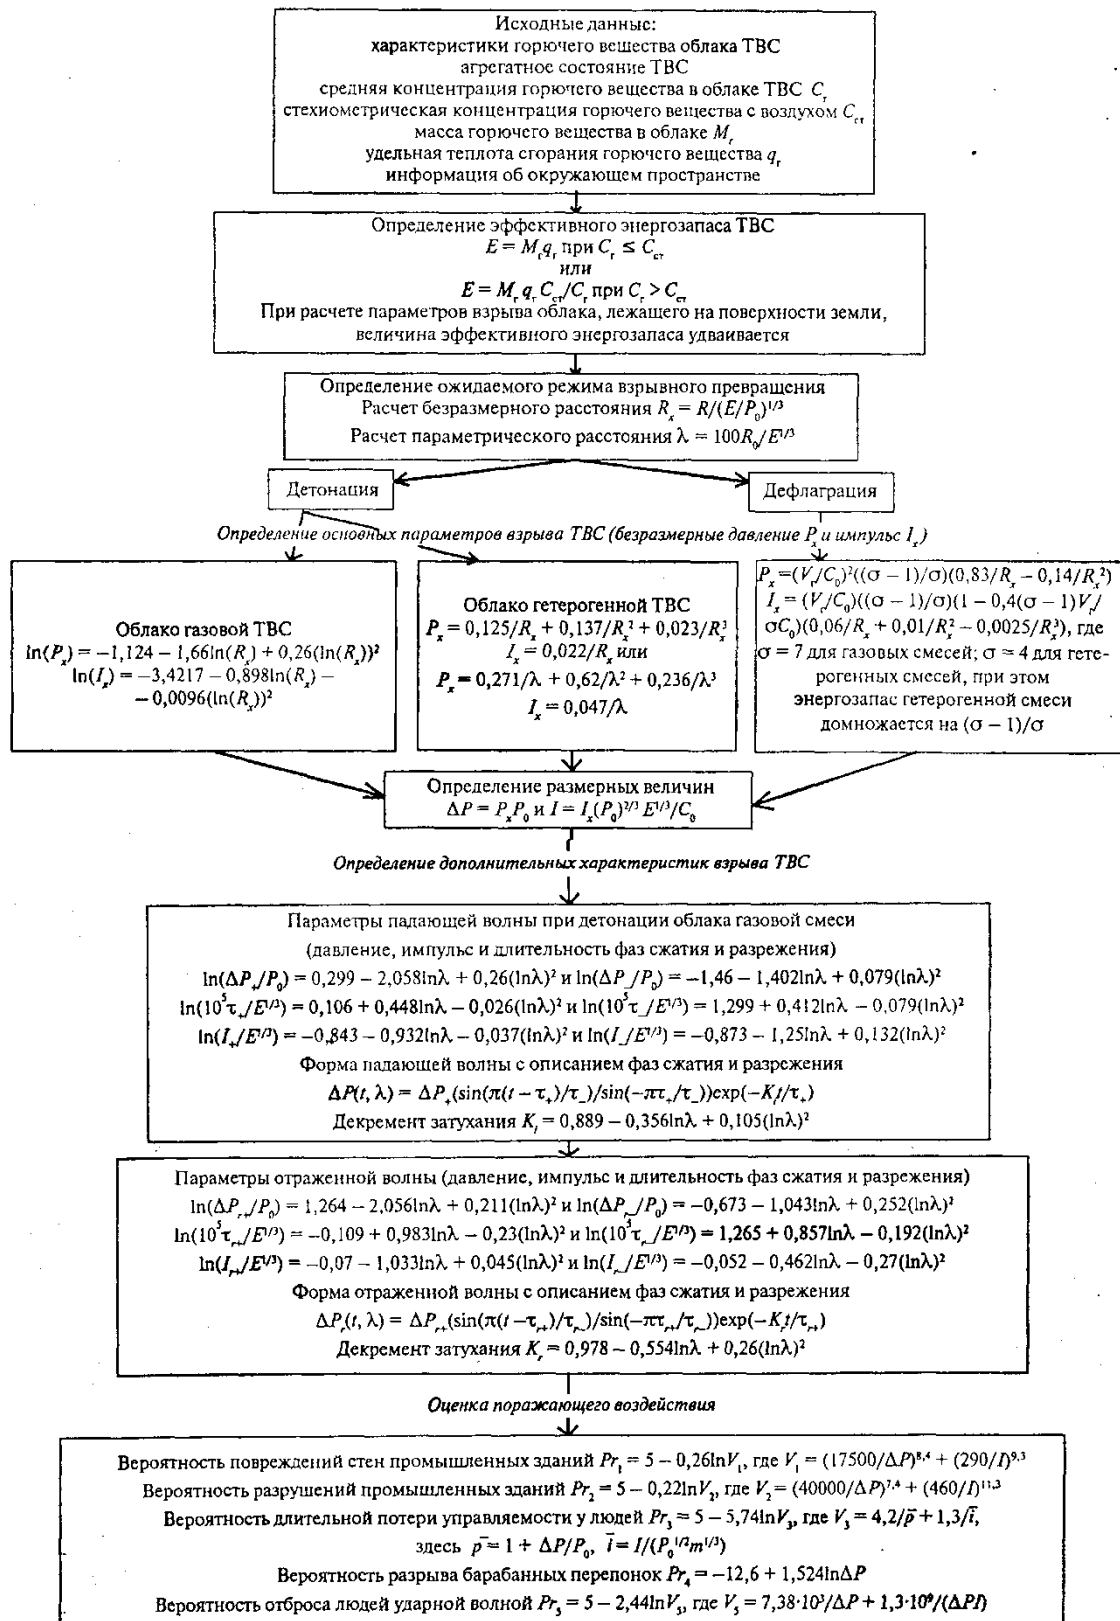 Исходные данные:
характеристики горючего вещества облака ТВС
агрегатное состояние ТВС
средняя концентрация горючего вещества в облаке ТВС C_г
стехиометрическая концентрация горючего вещества с воздухом C_ст
масса горючего вещества в облаке M_г
удельная теплота сгорания горючего вещества q_г
информация об окружающем пространстве
Определение эффективного энергозапаса ТВС
E = M_г q_г при C_г ≤ C_ст
или
E = M_г q_г C_ст/C_г при C_г > C_ст
При расчете параметров взрыва облака, лежащего на поверхности земли,
величина эффективного энергозапаса удваивается
Определение ожидаемого режима взрывного превращения
Расчет безразмерного расстояния R_x = R/(E/P_0)^1/3
Расчет параметрического расстояния λ = 100R_0/E^1/3
Детонация
Дефлаграция
Определение основных параметров взрыва ТВС (безразмерные давление P_x и импульс I_x)
Облако газовой ТВС
ln(P_x) = −1,124 − 1,66ln(R_x) + 0,26(ln(R_x))²
ln(I_x) = −3,4217 − 0,898ln(R_x) −
− 0,0096(ln(R_x))²
Облако гетерогенной ТВС
P_x = 0,125/R_x + 0,137/R_x² + 0,023/R_x³
I_x = 0,022/R_x или
P_x = 0,271/λ + 0,62/λ² + 0,236/λ³
I_x = 0,047/λ
P_x = (V_г/C_0)²((σ − 1)/σ)(0,83/R_x − 0,14/R_x²)
I_x = (V_г/C_0)((σ − 1)/σ)(1 − 0,4(σ − 1)V_г/
σC_0)(0,06/R_x + 0,01/R_x² − 0,0025/R_x³), где
σ = 7 для газовых смесей; σ = 4 для гете-
рогенных смесей, при этом
энергозапас гетерогенной смеси
домножается на (σ − 1)/σ
Определение размерных величин
ΔP = P_x P_0 и I = I_x(P_0)^2/3 E^1/3/C_0
Определение дополнительных характеристик взрыва ТВС
Параметры падающей волны при детонации облака газовой смеси
(давление, импульс и длительность фаз сжатия и разрежения)
ln(ΔP_+/P_0) = 0,299 − 2,058lnλ + 0,26(lnλ)² и ln(ΔP_−/P_0) = −1,46 − 1,402lnλ + 0,079(lnλ)²
ln(10⁵τ_+/E^1/3) = 0,106 + 0,448lnλ − 0,026(lnλ)² и ln(10⁵τ_−/E^1/3) = 1,299 + 0,412lnλ − 0,079(lnλ)²
ln(I_+/E^1/3) = −0,843 − 0,932lnλ − 0,037(lnλ)² и ln(I_−/E^1/3) = −0,873 − 1,25lnλ + 0,132(lnλ)²
Форма падающей волны с описанием фаз сжатия и разрежения
ΔP(t, λ) = ΔP_+(sin(π(t − τ_+)/τ_−)/sin(−πτ_+/τ_−))exp(−K_i t/τ_+)
Декремент затухания K_i = 0,889 − 0,356lnλ + 0,105(lnλ)²
Параметры отраженной волны (давление, импульс и длительность фаз сжатия и разрежения)
ln(ΔP_r+/P_0) = 1,264 − 2,056lnλ + 0,211(lnλ)² и ln(ΔP_r−/P_0) = −0,673 − 1,043lnλ + 0,252(lnλ)²
ln(10⁵τ_r+/E^1/3) = −0,109 + 0,983lnλ − 0,23(lnλ)² и ln(10⁵τ_r−/E^1/3) = 1,265 + 0,857lnλ − 0,192(lnλ)²
ln(I_r+/E^1/3) = −0,07 − 1,033lnλ + 0,045(lnλ)² и ln(I_r−/E^1/3) = −0,052 − 0,462lnλ − 0,27(lnλ)²
Форма отраженной волны с описанием фаз сжатия и разрежения
ΔP_r(t, λ) = ΔP_r+(sin(π(t − τ_r+)/τ_r−)/sin(−πτ_r+/τ_r−))exp(−K_r t/τ_r+)
Декремент затухания K_r = 0,978 − 0,554lnλ + 0,26(lnλ)²
Оценка поражающего воздействия
Вероятность повреждений стен промышленных зданий Pr_1 = 5 − 0,26lnV_1, где V_1 = (17500/ΔP)^8,4 + (290/I)^9,3
Вероятность разрушений промышленных зданий Pr_2 = 5 − 0,22lnV_2, где V_2 = (40000/ΔP)^7,4 + (460/I)^11,3
Вероятность длительной потери управляемости у людей Pr_3 = 5 − 5,74lnV_3, где V_3 = 4,2/p̄ + 1,3/ī,
здесь p̄ = 1 + ΔP/P_0, ī = I/(P_0^1/2 m^1/3)
Вероятность разрыва барабанных перепонок Pr_4 = −12,6 + 1,524lnΔP
Вероятность отброса людей ударной волной Pr_5 = 5 − 2,44lnV_5, где V_5 = 7,38·10³/ΔP + 1,3·10⁹/(ΔPI)